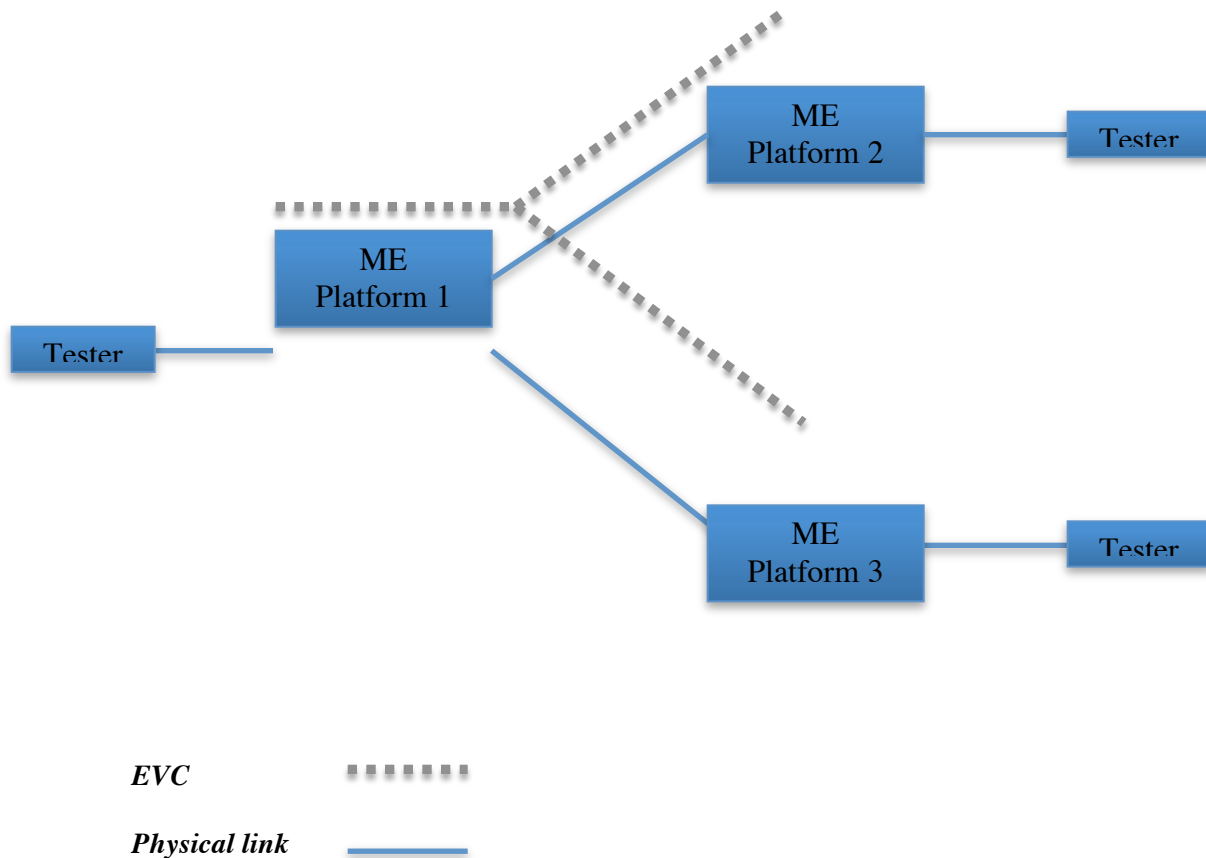 ME
Platform 2
Tester
ME
Platform 1
Tester
ME
Platform 3
Tester
EVC
Physical link